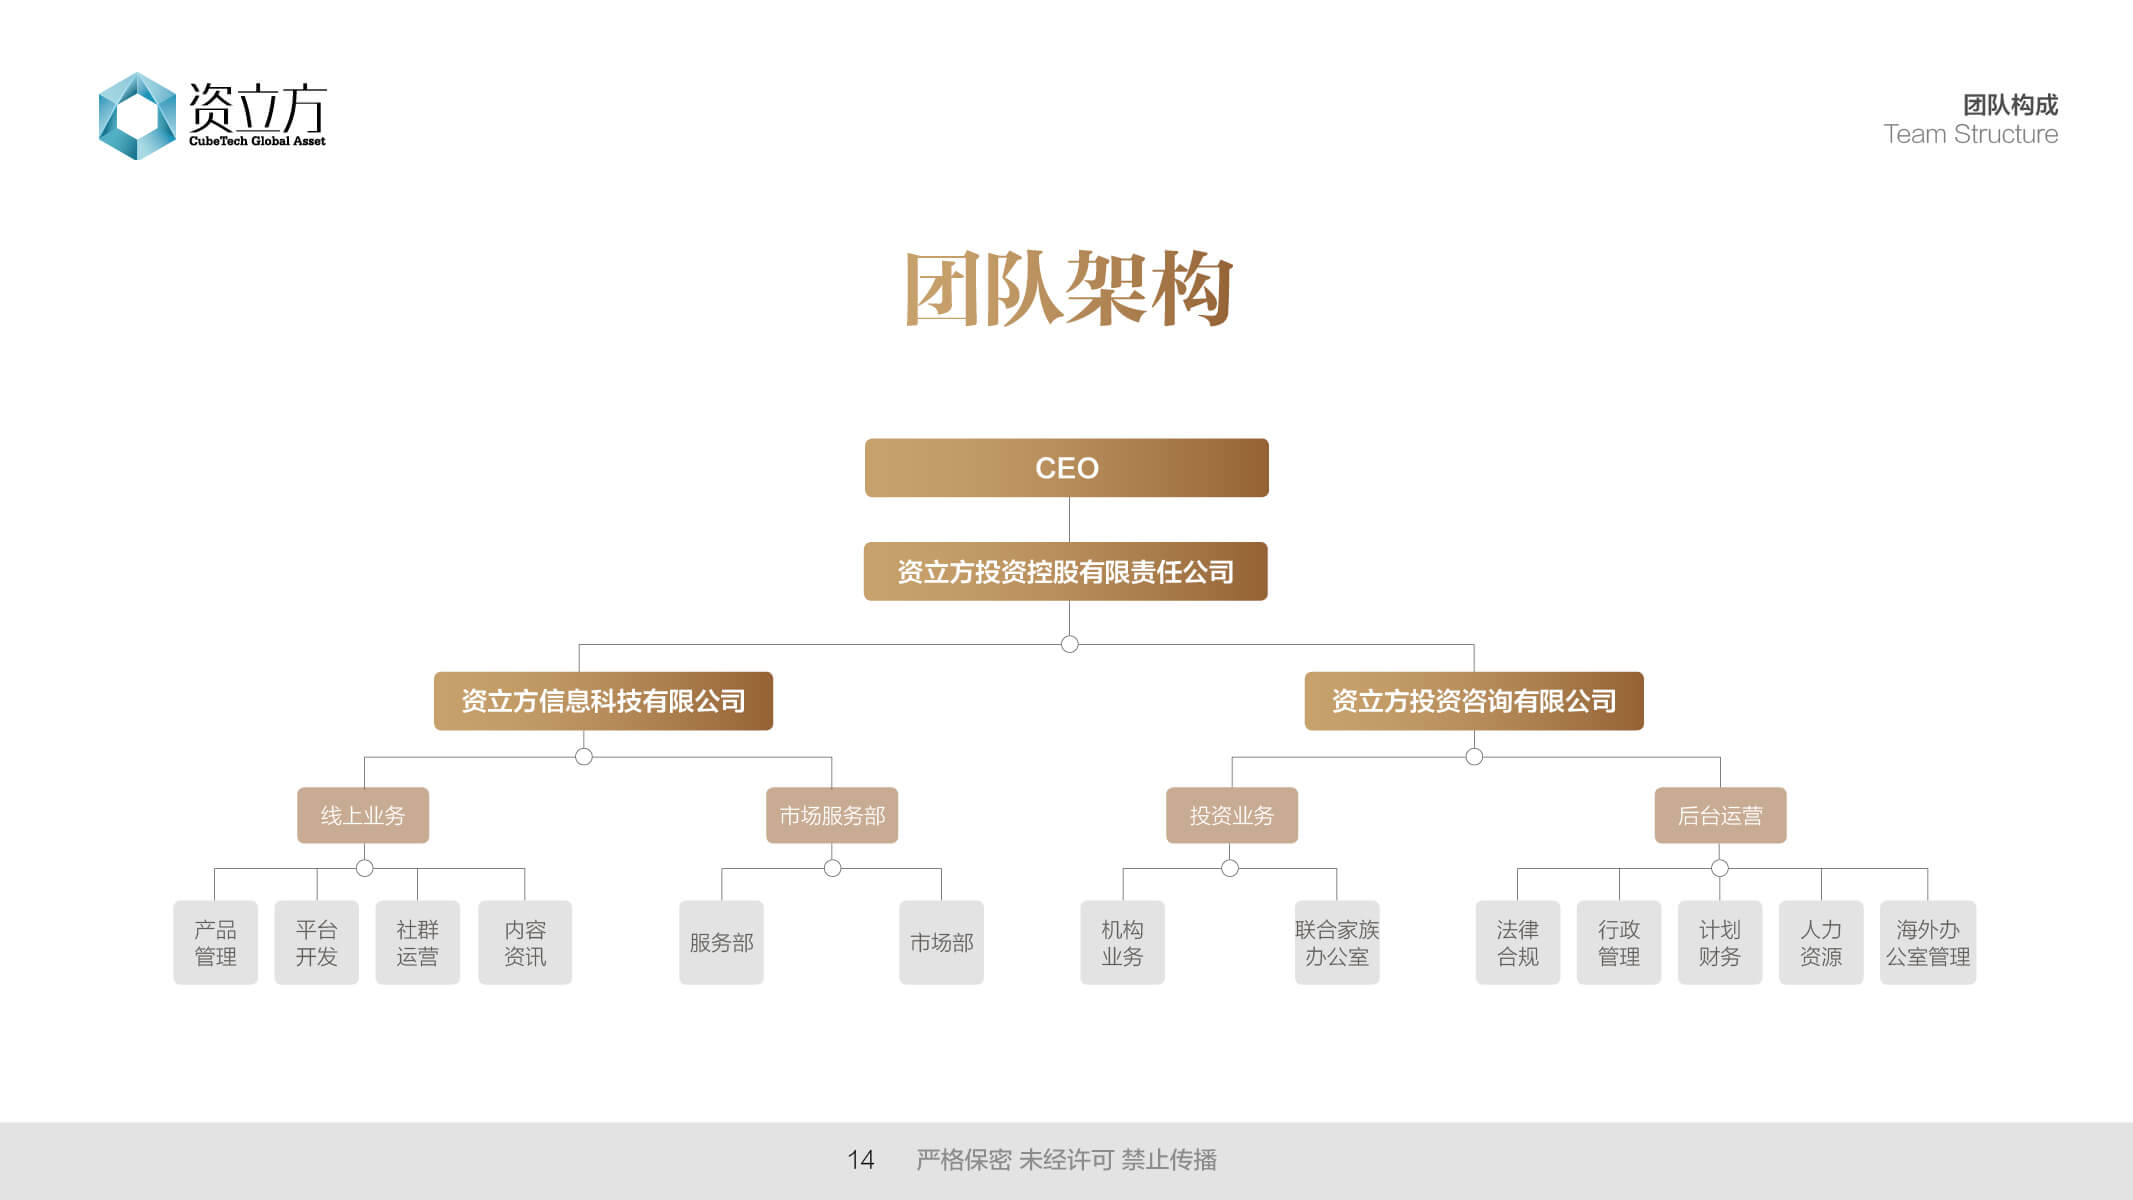 资立方
CubeTech Global Asset
团队构成
Team Structure
团队架构
CEO
资立方投资控股有限责任公司
资立方信息科技有限公司
资立方投资咨询有限公司
线上业务
市场服务部
投资业务
后台运营
产品
管理
平台
开发
社群
运营
内容
资讯
服务部
市场部
机构
业务
联合家族
办公室
法律
合规
行政
管理
计划
财务
人力
资源
海外办
公室管理
14
严格保密 未经许可 禁止传播